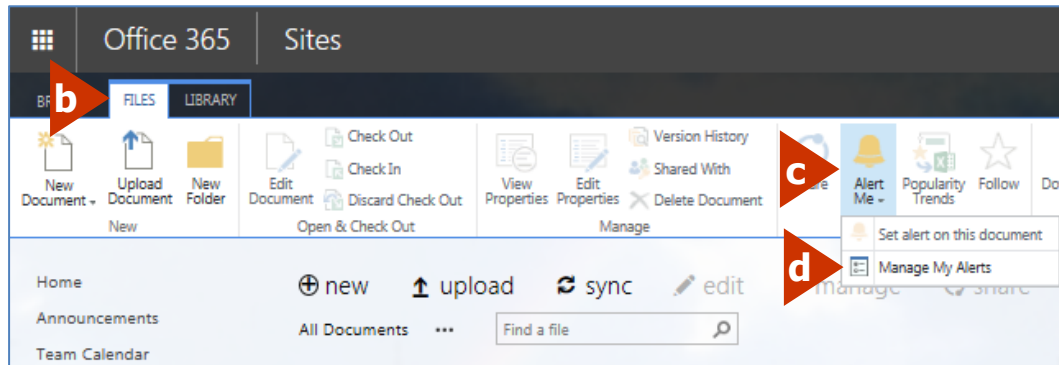 Office 365 Sites
b FILES LIBRARY
New Document
Upload Document
New Folder
New
Edit Document
Check Out
Check In
Discard Check Out
Open & Check Out
View Properties
Edit Properties
Version History
Shared With
Delete Document
Manage
c
Alert Me
Popularity Trends
Follow
Set alert on this document
d Manage My Alerts
Home
Announcements
Team Calendar
new upload sync edit manage share
All Documents ...
Find a file